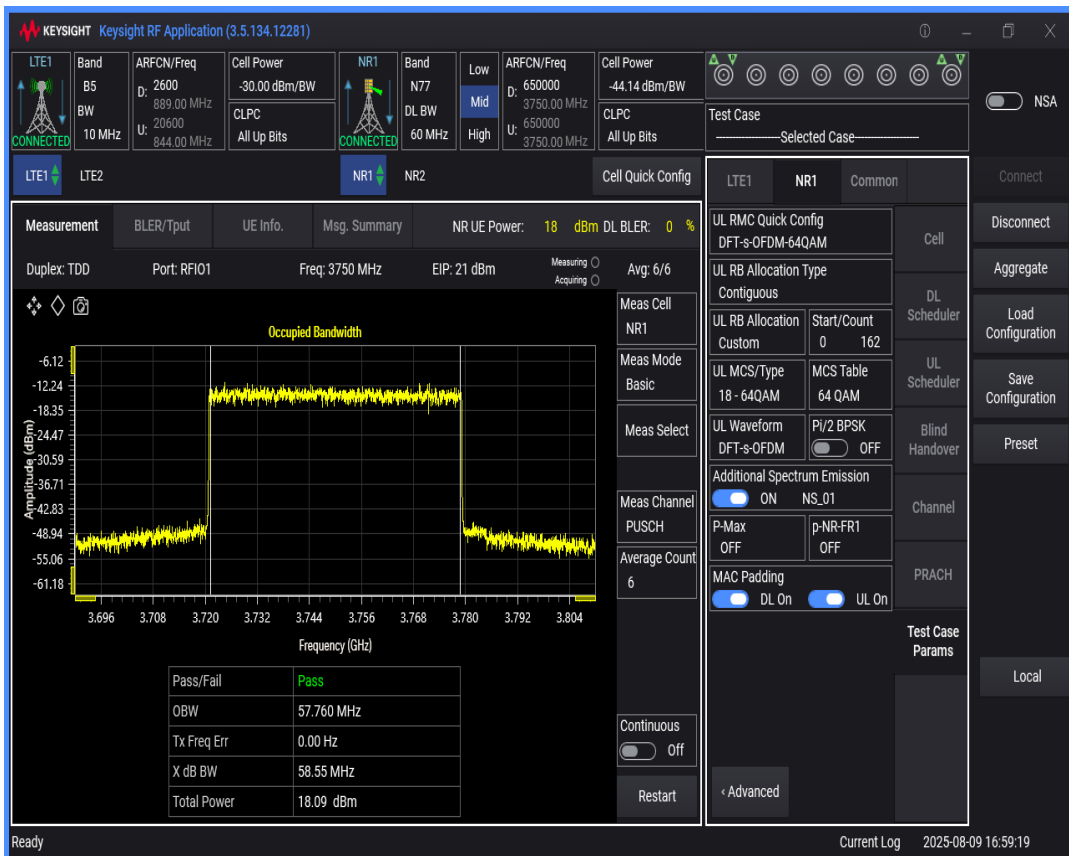 KEYSIGHT Keysight RF Application (3.5.134.12281)
LTE1
CONNECTED
Band
B5
BW
10 MHz
ARFCN/Freq
D: 2600
889.00 MHz
U: 20600
844.00 MHz
Cell Power
-30.00 dBm/BW
CLPC
All Up Bits
NR1
CONNECTED
Band
N77
DL BW
60 MHz
Low
Mid
High
ARFCN/Freq
D: 650000
3750.00 MHz
U: 650000
3750.00 MHz
Cell Power
-44.14 dBm/BW
CLPC
All Up Bits
Test Case
Selected Case
NSA
LTE1 LTE2
NR1 NR2
Cell Quick Config
Measurement BLER/Tput UE Info. Msg. Summary NR UE Power: 18 dBm DL BLER: 0 %
Duplex: TDD Port: RFIO1 Freq: 3750 MHz EIP: 21 dBm Measuring Acquiring Avg: 6/6
Occupied Bandwidth
Amplitude (dBm)
-6.12
-12.24
-18.35
-24.47
-30.59
-36.71
-42.83
-48.94
-55.06
-61.18
3.696 3.708 3.720 3.732 3.744 3.756 3.768 3.780 3.792 3.804
Frequency (GHz)
Pass/Fail Pass
OBW 57.760 MHz
Tx Freq Err 0.00 Hz
X dB BW 58.55 MHz
Total Power 18.09 dBm
Meas Cell
NR1
Meas Mode
Basic
Meas Select
Meas Channel
PUSCH
Average Count
6
Continuous
Off
Restart
LTE1 NR1 Common
UL RMC Quick Config
DFT-s-OFDM-64QAM
UL RB Allocation Type
Contiguous
UL RB Allocation
Custom
Start/Count
0 162
UL MCS/Type
18 - 64QAM
MCS Table
64 QAM
UL Waveform
DFT-s-OFDM
Pi/2 BPSK
OFF
Additional Spectrum Emission
ON NS_01
P-Max
OFF
p-NR-FR1
OFF
MAC Padding
DL On UL On
‹ Advanced
Cell
DL
Scheduler
UL
Scheduler
Blind
Handover
Channel
PRACH
Test Case
Params
Connect
Disconnect
Aggregate
Load
Configuration
Save
Configuration
Preset
Local
Ready
Current Log 2025-08-09 16:59:19